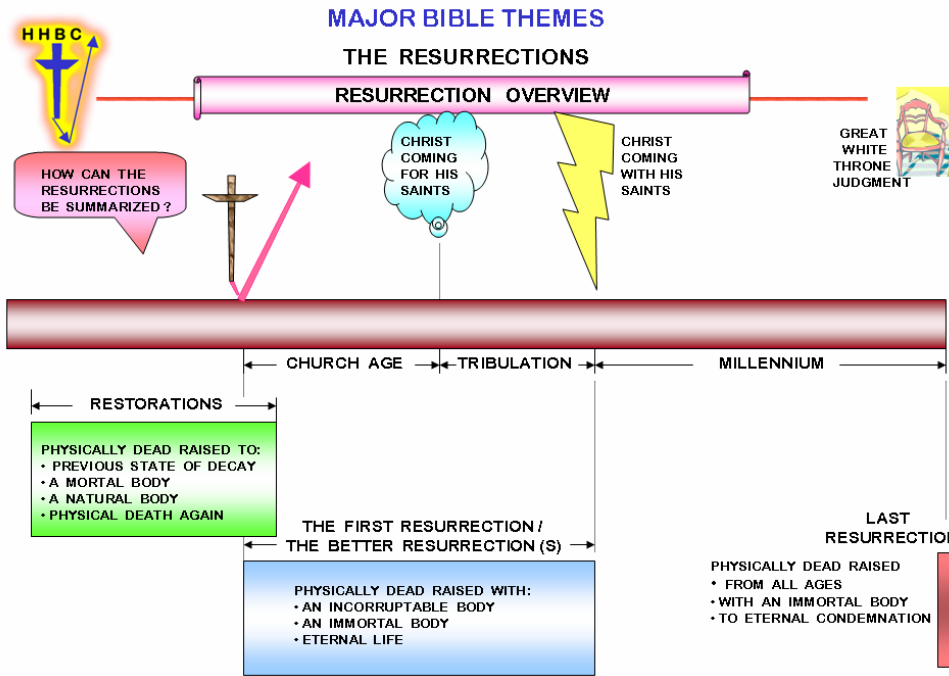 MAJOR BIBLE THEMES
HHBC
THE RESURRECTIONS
RESURRECTION OVERVIEW
HOW CAN THE
RESURRECTIONS
BE SUMMARIZED ?
CHRIST
COMING
FOR HIS
SAINTS
CHRIST
COMING
WITH HIS
SAINTS
GREAT
WHITE
THRONE
JUDGMENT
CHURCH AGE
TRIBULATION
MILLENNIUM
RESTORATIONS
PHYSICALLY DEAD RAISED TO:
• PREVIOUS STATE OF DECAY
• A MORTAL BODY
• A NATURAL BODY
• PHYSICAL DEATH AGAIN
THE FIRST RESURRECTION /
THE BETTER RESURRECTION (S)
PHYSICALLY DEAD RAISED WITH:
• AN INCORRUPTABLE BODY
• AN IMMORTAL BODY
• ETERNAL LIFE
LAST
RESURRECTION
PHYSICALLY DEAD RAISED
• FROM ALL AGES
• WITH AN IMMORTAL BODY
• TO ETERNAL CONDEMNATION